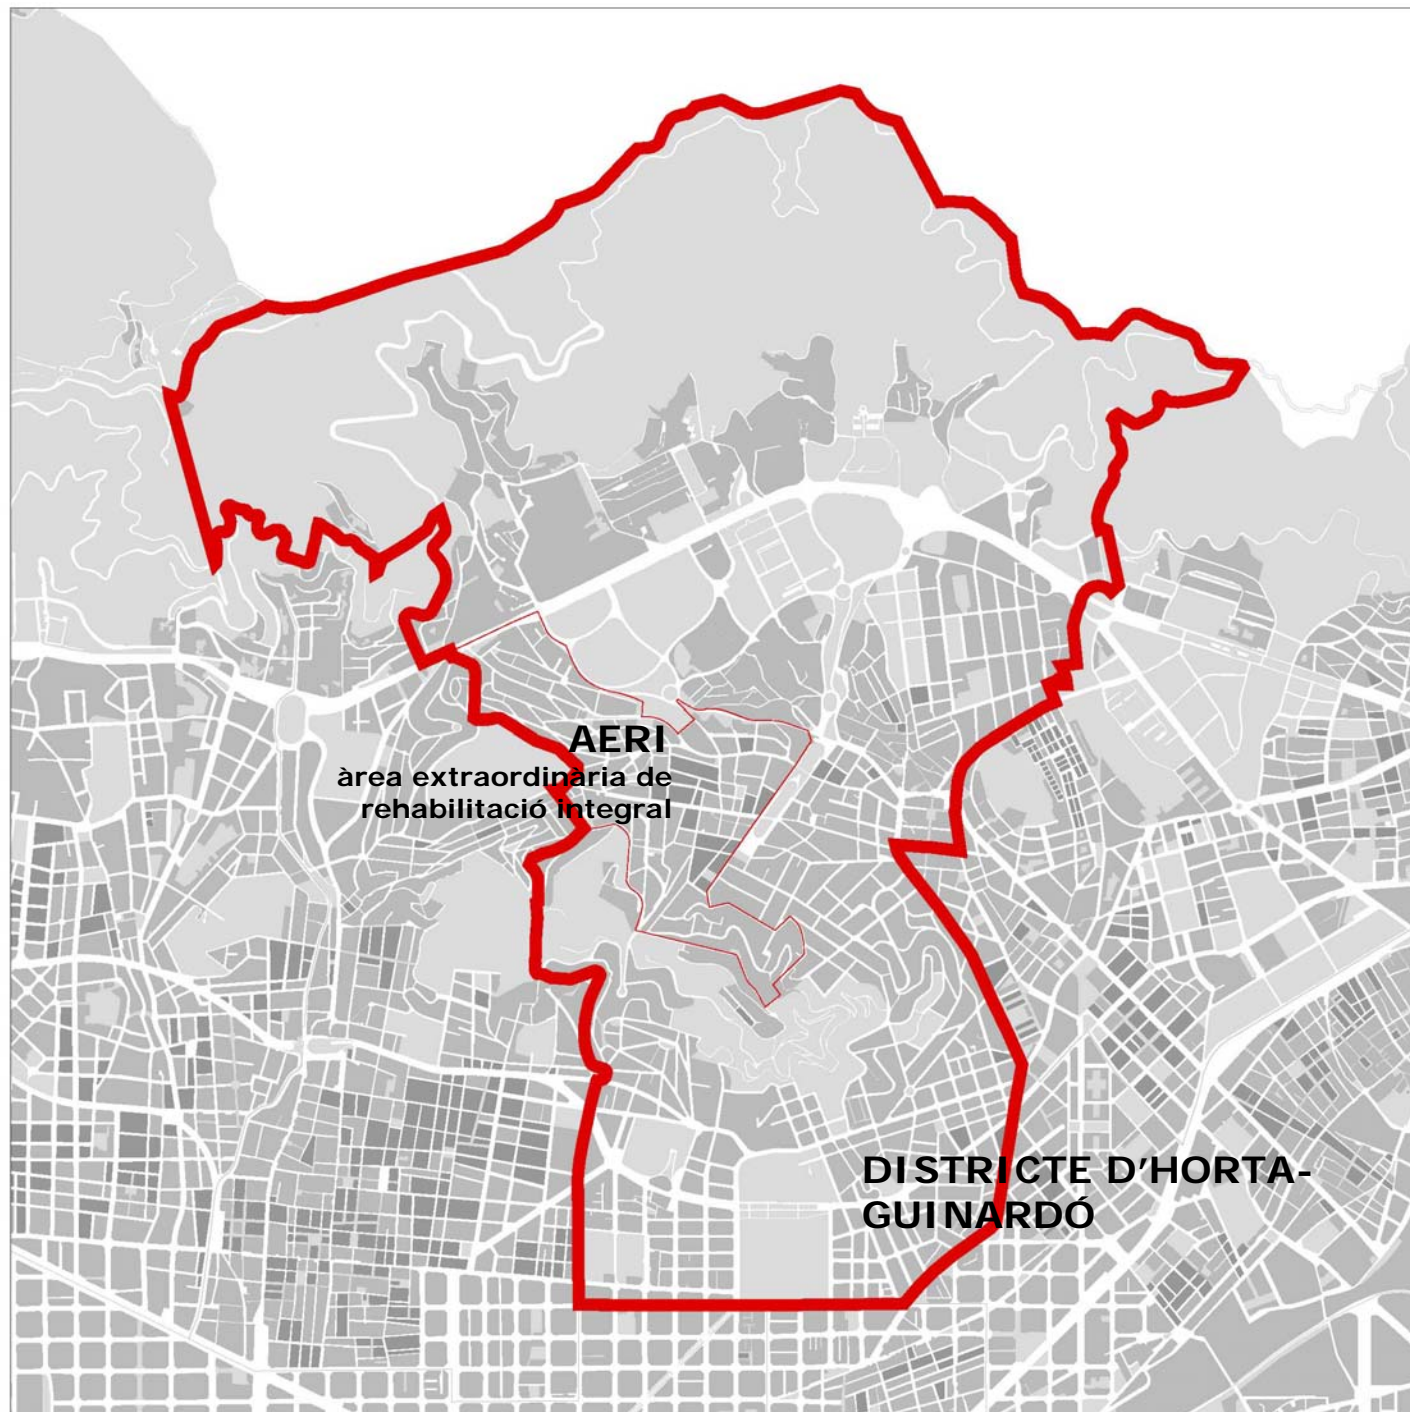 AERI
àrea extraordinària de
rehabilitació integral
DISTRICTE D'HORTA-
GUINARDÓ